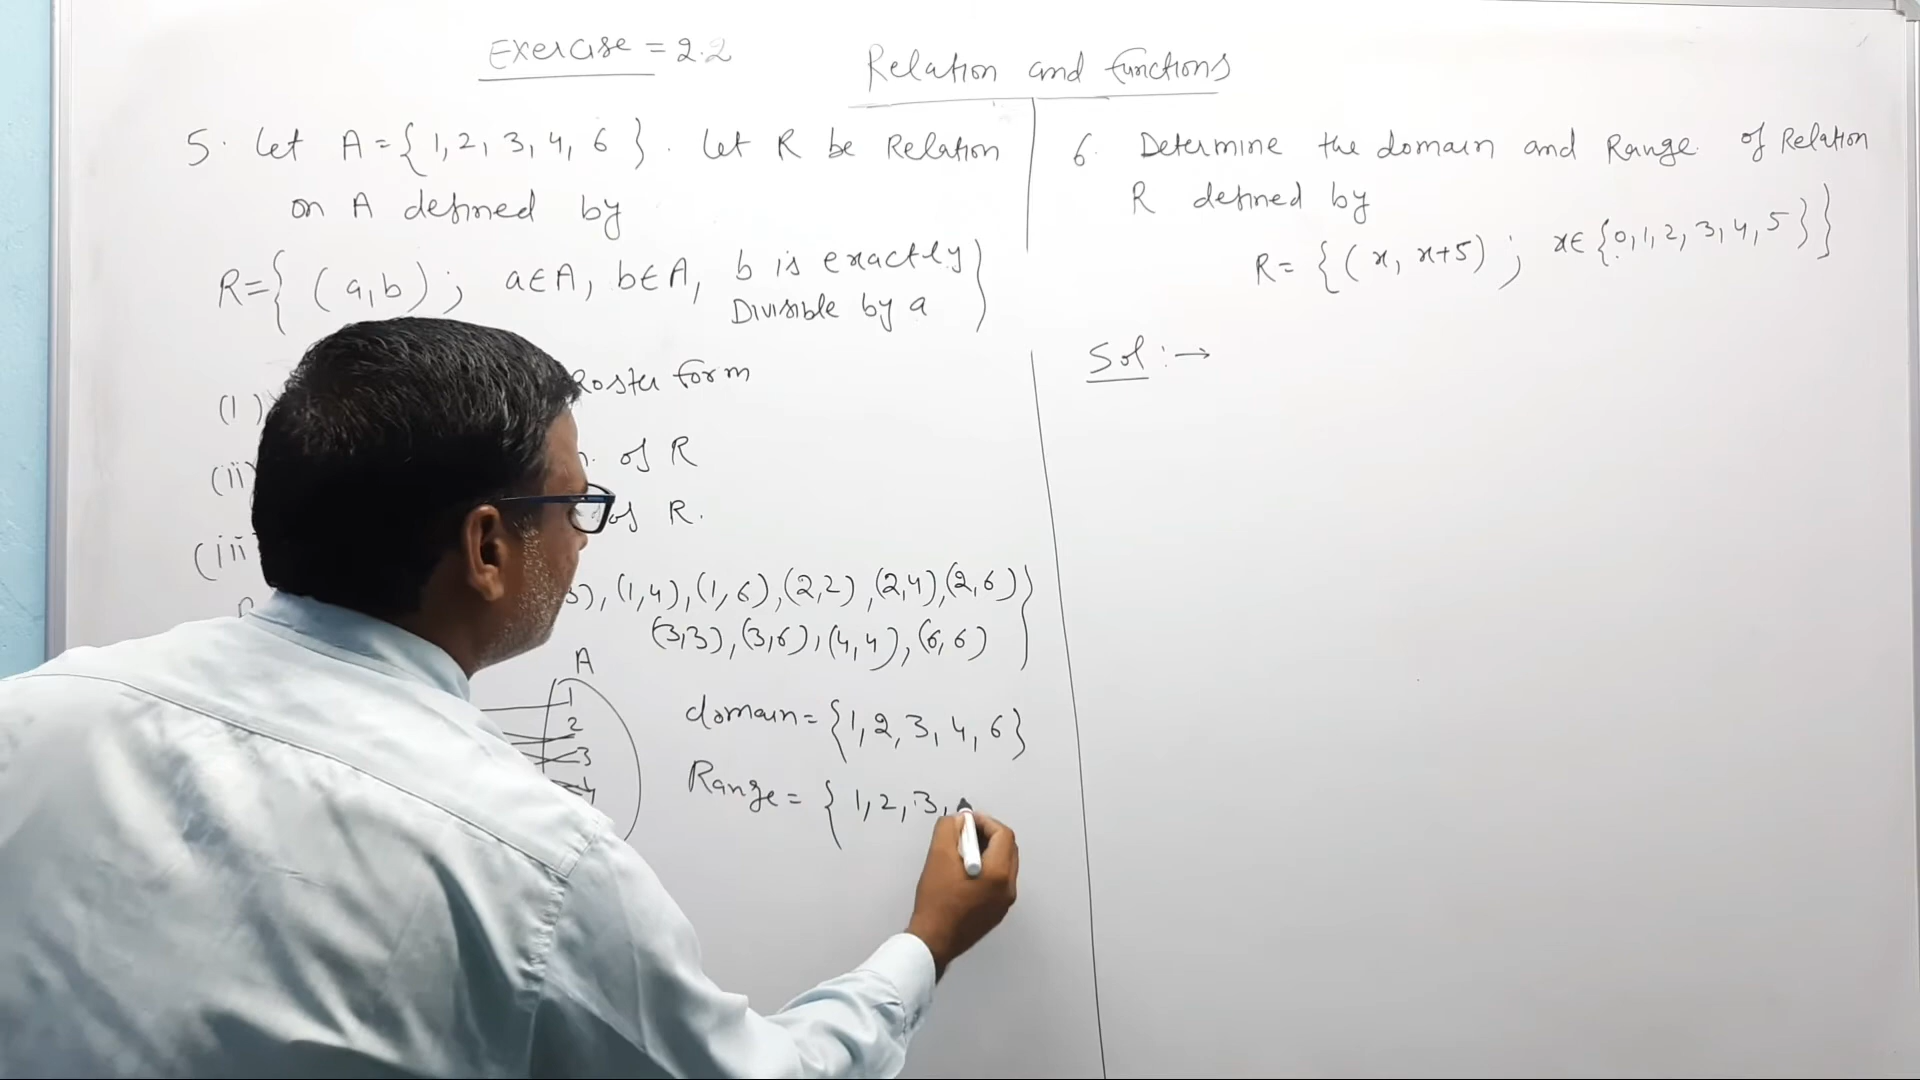 Exercise = 2.2
Relation and functions
5. Let A = { 1, 2, 3, 4, 6 } . Let R be Relation
on A defined by
R = { (a,b) ; a∈A, b∈A, b is exactly
Divisible by a }
(i) Roster form
(ii) of R
(iii of R.
3), (1,4), (1,6), (2,2), (2,4), (2,6)
(3,3), (3,6), (4,4), (6,6) }
A
1
2
3
4
domain = {1, 2, 3, 4, 6}
Range = { 1, 2, 3,
6. Determine the domain and Range of Relation
R defined by
R = { (x, x+5) ; x∈ {0,1,2,3,4,5} }
Sol :→